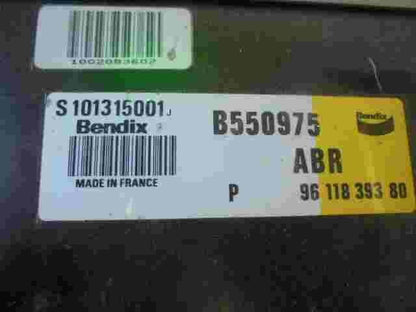 1002083602
S 101315001 J
Bendix
MADE IN FRANCE
B550975
Bendix
ABR
P 96 118 393 80